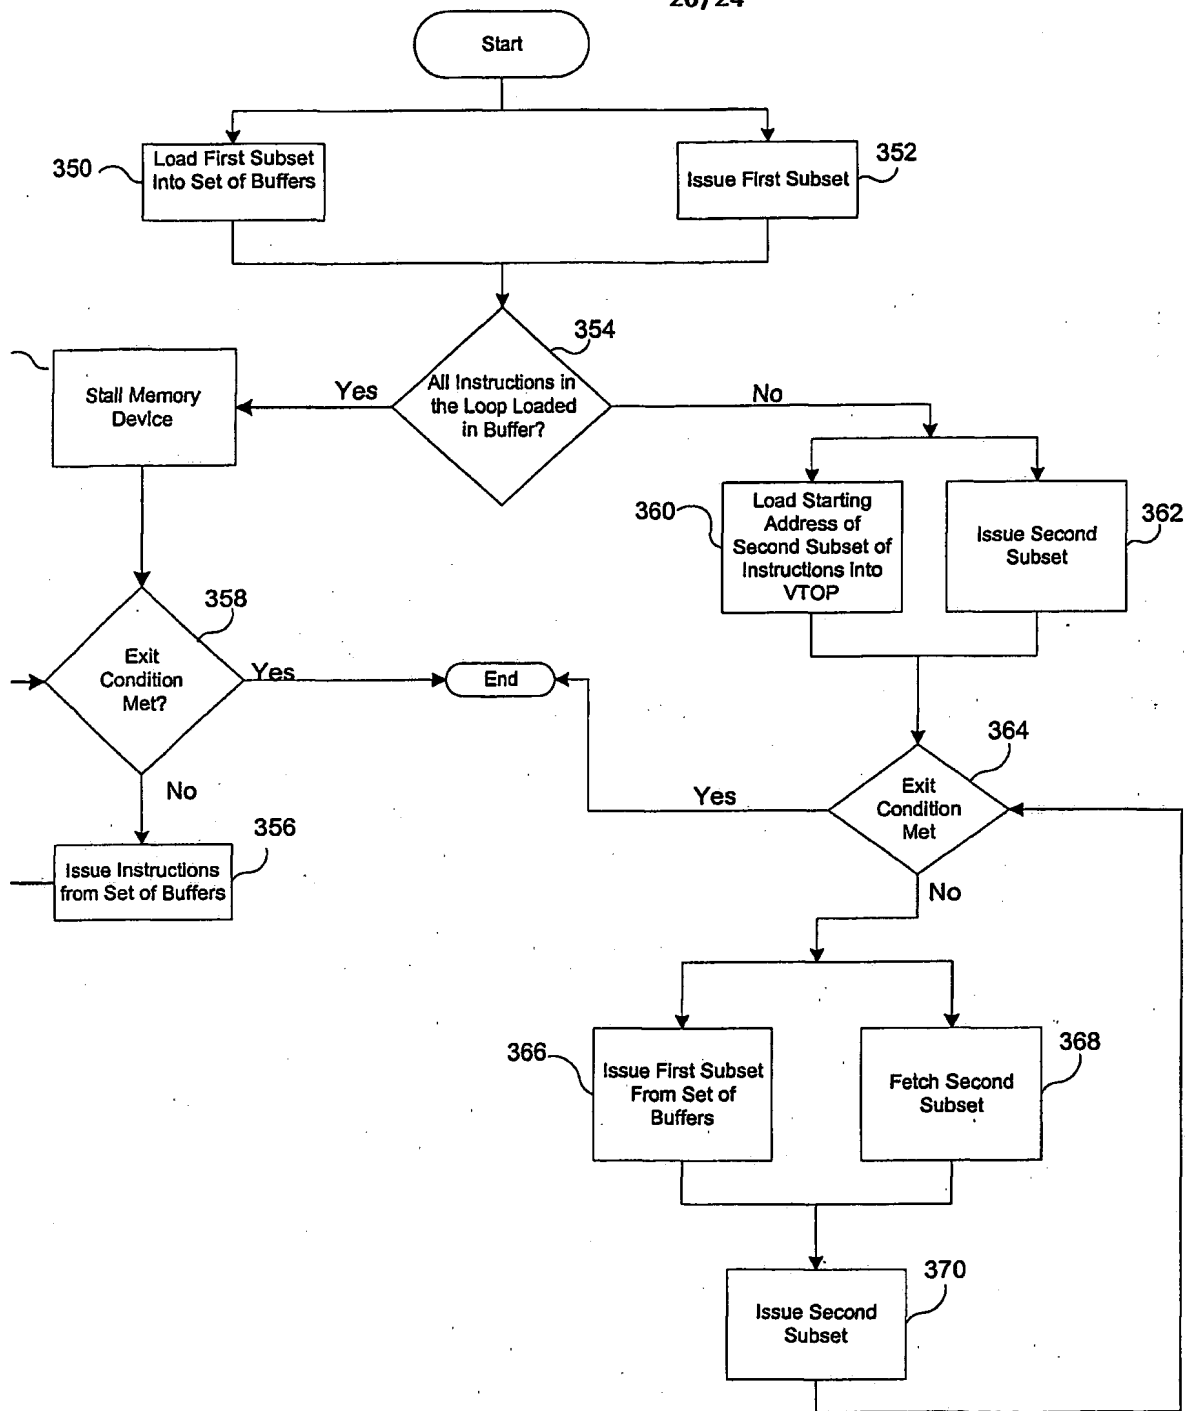 20/24
Start
350
Load First Subset
Into Set of Buffers
Issue First Subset
352
354
All Instructions in
the Loop Loaded
in Buffer?
Yes
No
Stall Memory
Device
360
Load Starting
Address of
Second Subset of
Instructions into
VTOP
Issue Second
Subset
362
358
Exit
Condition
Met?
Yes
End
No
364
Exit
Condition
Met
Yes
No
356
Issue Instructions
from Set of Buffers
366
Issue First Subset
From Set of
Buffers
Fetch Second
Subset
368
370
Issue Second
Subset